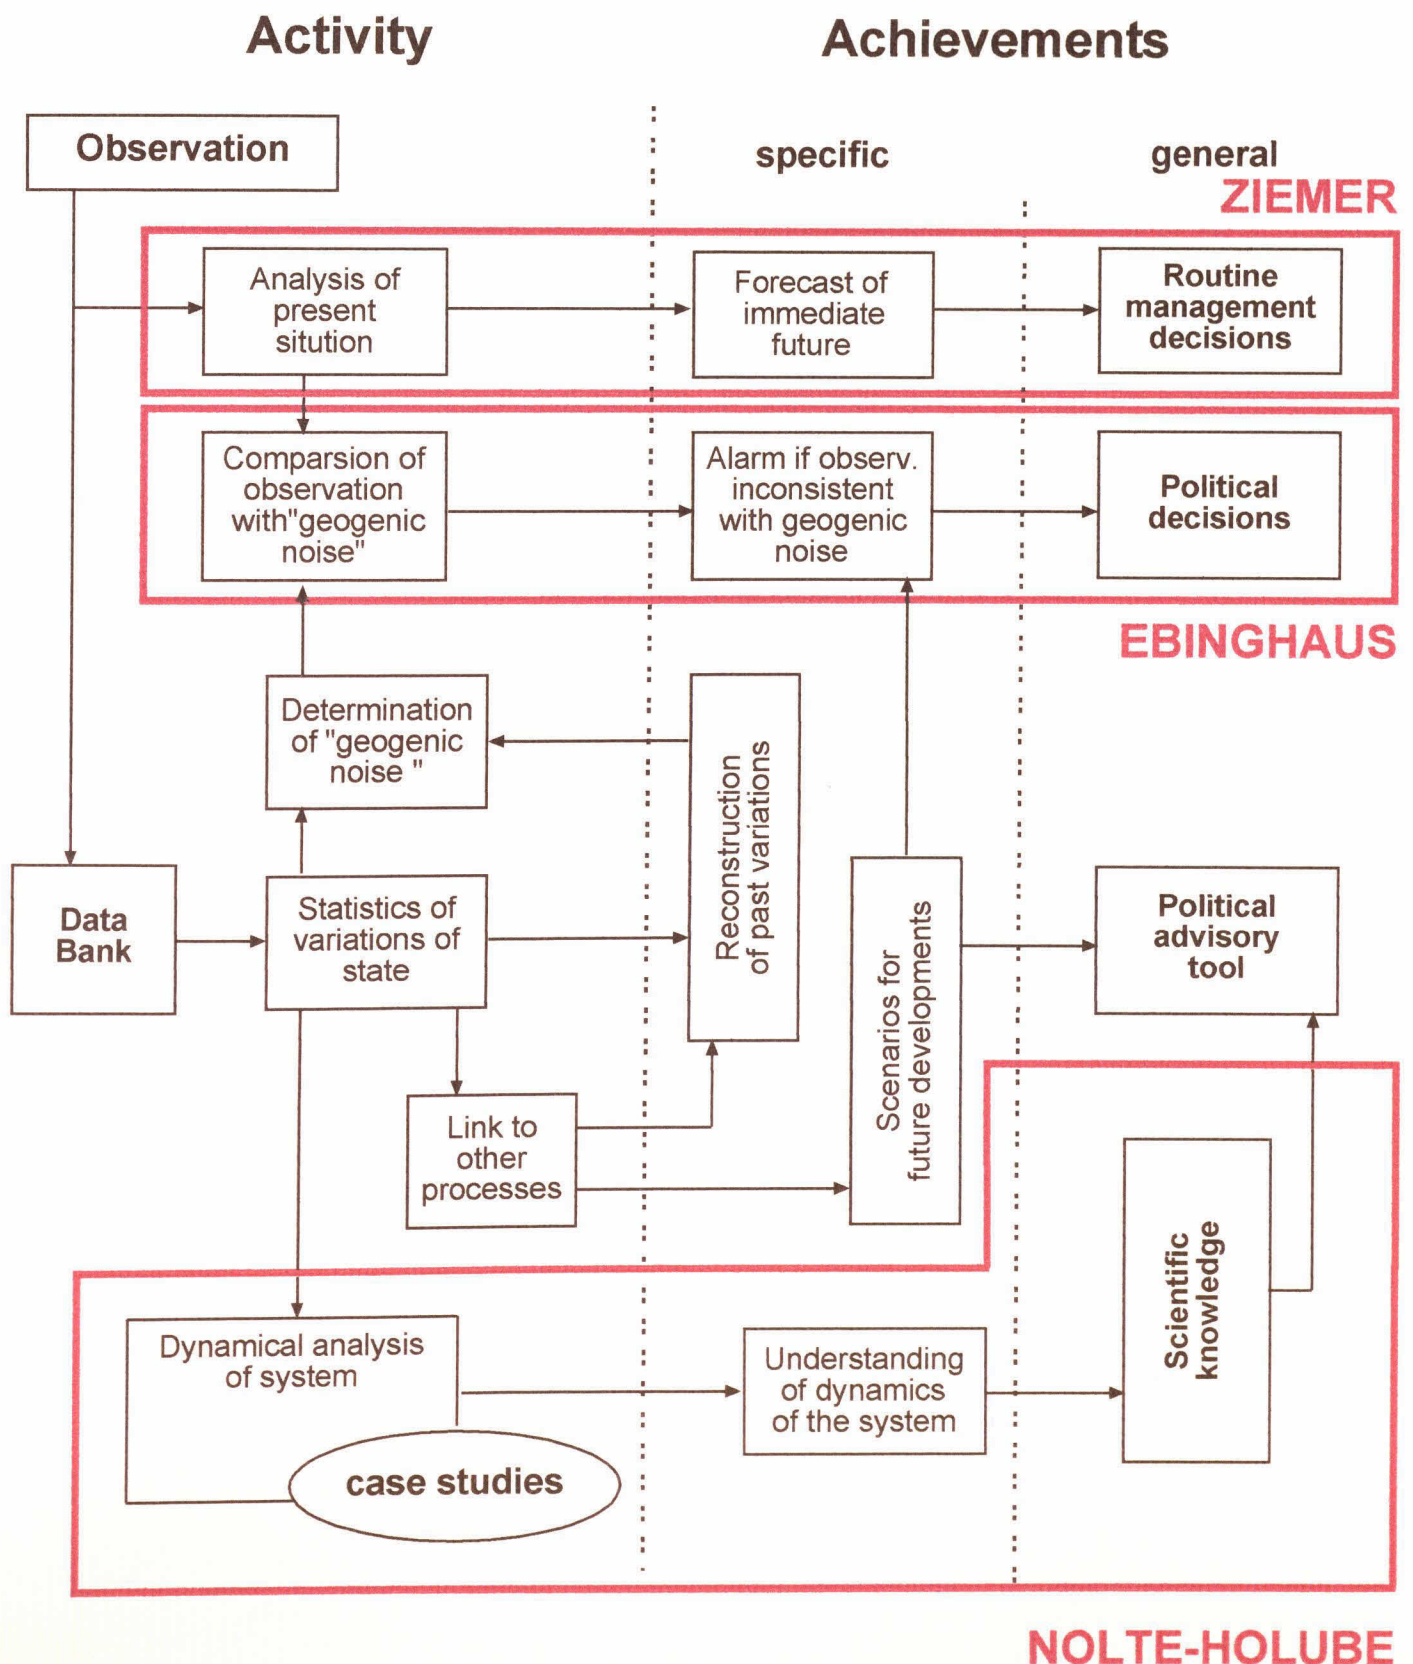 Activity
Achievements
Observation
specific
general
ZIEMER
Analysis of
present
sitution
Forecast of
immediate
future
Routine
management
decisions
Comparsion of
observation
with"geogenic
noise"
Alarm if observ.
inconsistent
with geogenic
noise
Political
decisions
EBINGHAUS
Determination
of "geogenic
noise "
Reconstruction
of past variations
Data
Bank
Statistics of
variations of
state
Scenarios for
future developments
Political
advisory
tool
Link to
other
processes
Scientific
knowledge
Dynamical analysis
of system
case studies
Understanding
of dynamics
of the system
NOLTE-HOLUBE